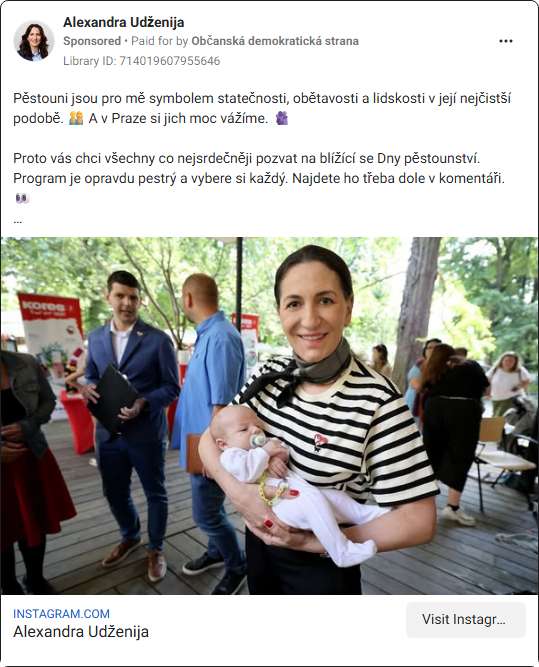 Alexandra Udženija
Sponsored • Paid for by Občanská demokratická strana
Library ID: 714019607955646
Pěstouni jsou pro mě symbolem statečnosti, obětavosti a lidskosti v její nejčistší
podobě. 🫂 A v Praze si jich moc vážíme. 🫂
Proto vás chci všechny co nejsrdečněji pozvat na blížící se Dny pěstounství.
Program je opravdu pestrý a vybere si každý. Najdete ho třeba dole v komentáři.
👀
...
KORES
INSTAGRAM.COM
Alexandra Udženija
Visit Instagr...